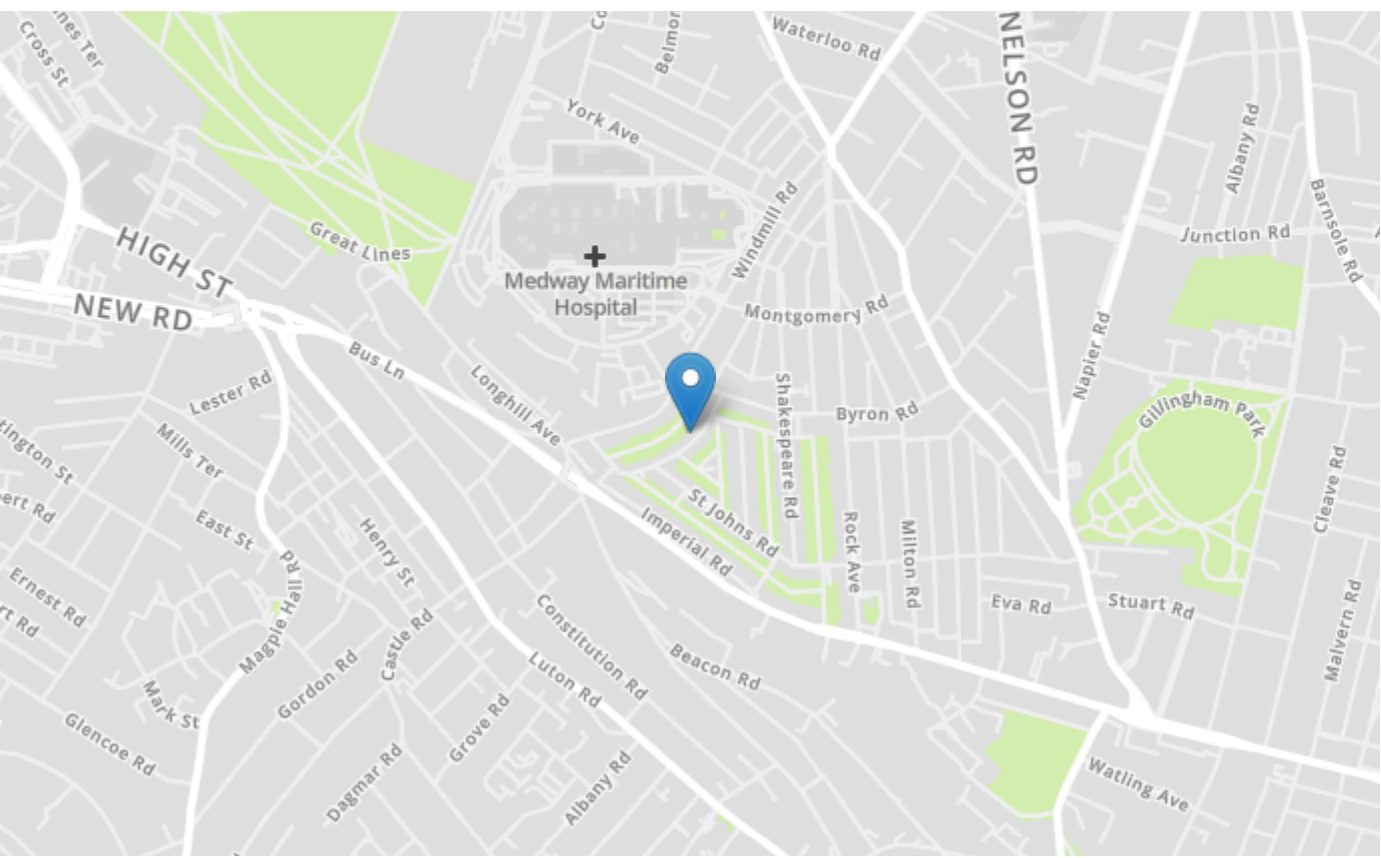 Cross St
Waterloo Rd
NELSON RD
York Ave
Albany Rd
Windmill Rd
Barnsole Rd
Great Lines
Junction Rd
HIGH ST
Medway Maritime
Hospital
NEW RD
Montgomery Rd
Napier Rd
Bus Ln
Lester Rd
Longhill Ave
Shakespeare Rd
Byron Rd
Gillingham Park
Mills Ter
Cleave Rd
St Johns Rd
East St
Henry St
Imperial Rd
Rock Ave
Milton Rd
Ernest Rd
Magpie Hall Rd
Eva Rd
Stuart Rd
Constitution Rd
Castle Rd
Malvern Rd
Beacon Rd
Gordon Rd
Luton Rd
Mark St
Grove Rd
Glencoe Rd
Dagmar Rd
Albany Rd
Watling Ave